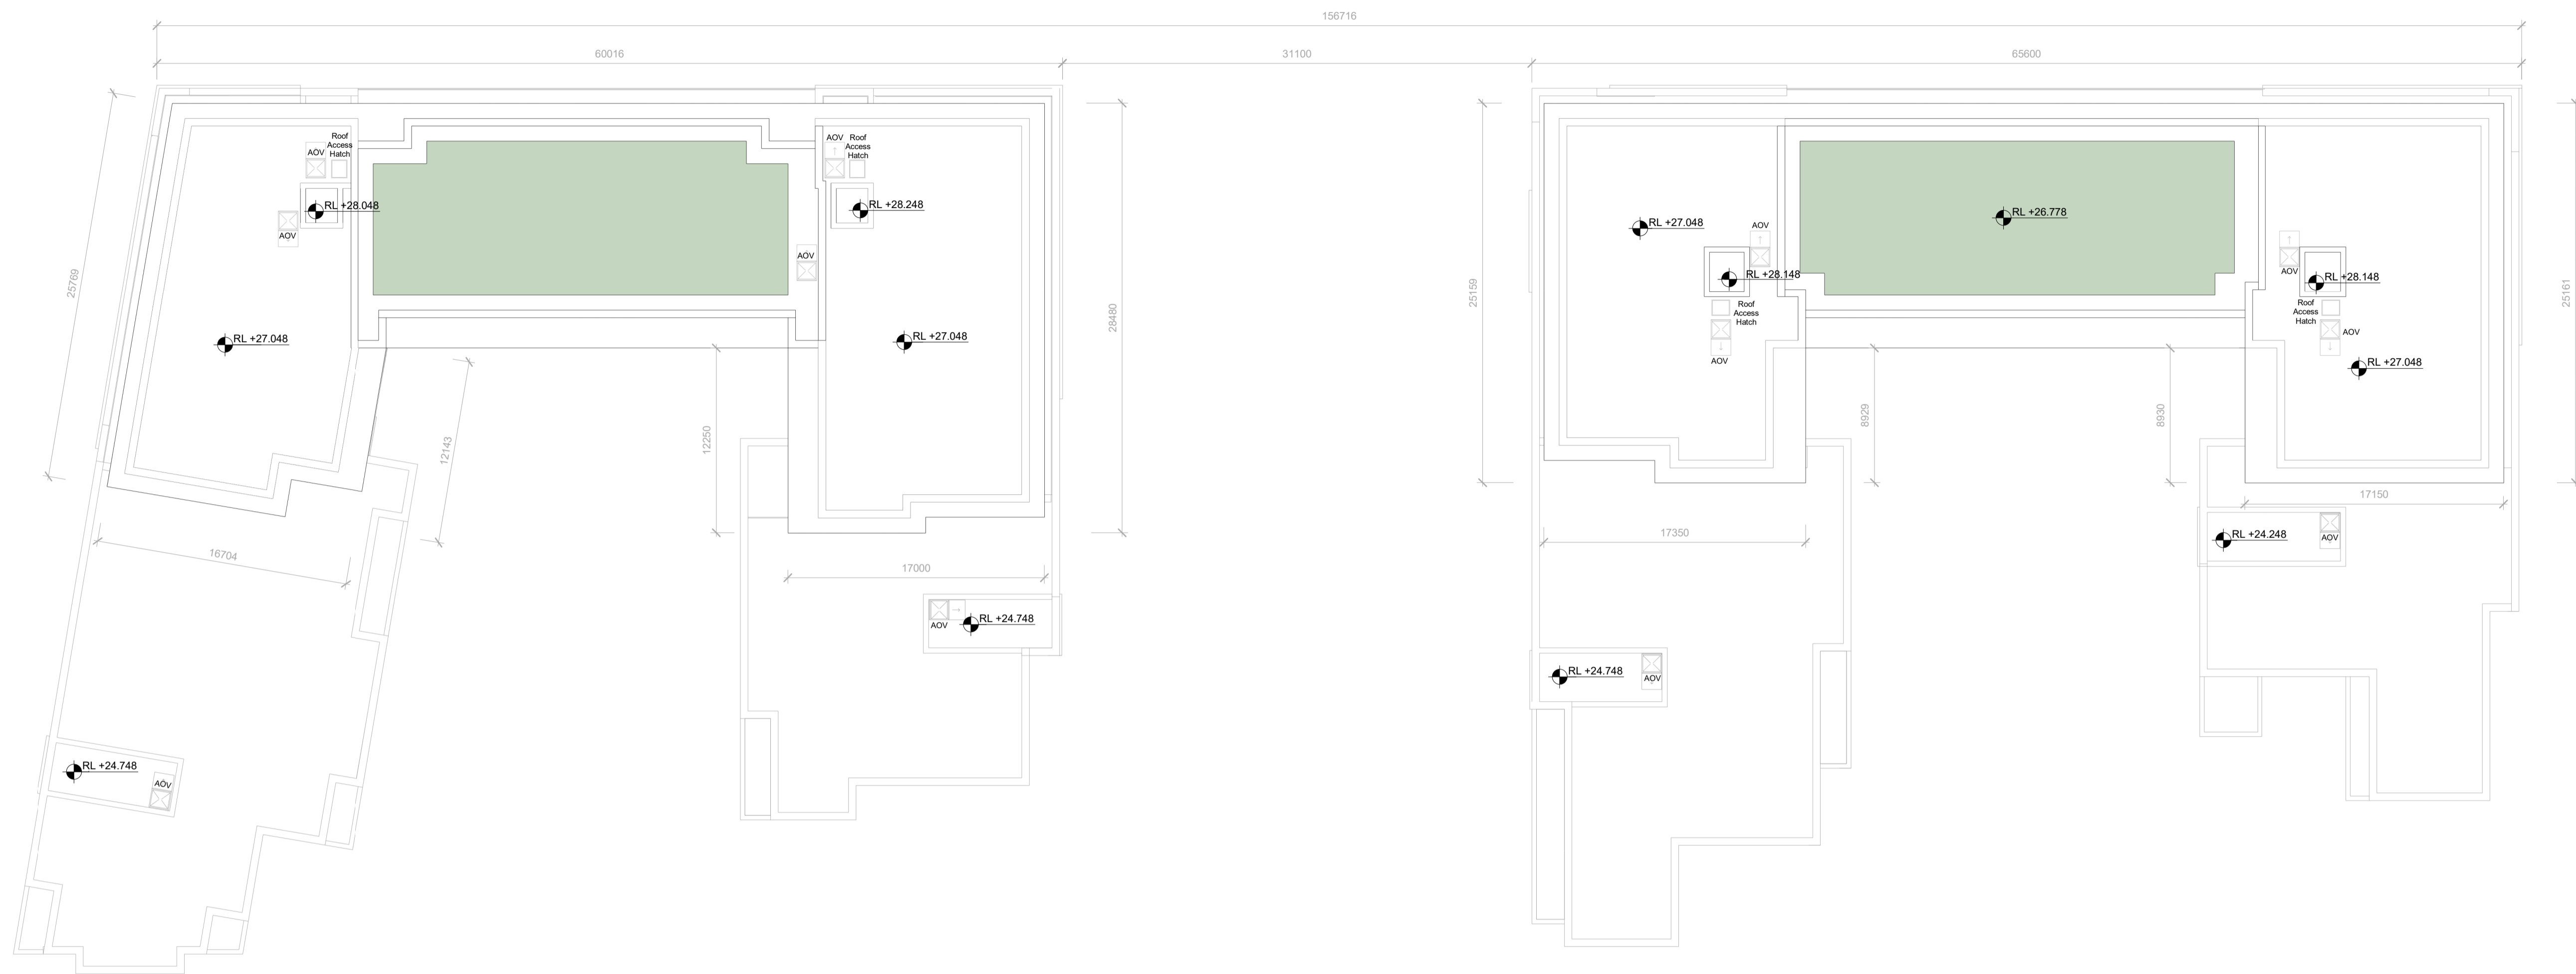 156716
60016
31100
65600
Roof
Access
Hatch
AOV
AOV
Roof
Access
Hatch
RL +28.048
AOV
RL +28.248
AOV
RL +27.048
RL +27.048
25769
12143
12250
28480
16704
17000
AOV
RL +24.748
RL +24.748
AOV
25159
RL +27.048
AOV
RL +26.778
RL +28.148
Roof
Access
Hatch
AOV
AOV
RL +28.148
Roof
Access
Hatch
AOV
RL +27.048
25161
8929
8930
17150
17350
RL +24.248
AOV
RL +24.748
AOV